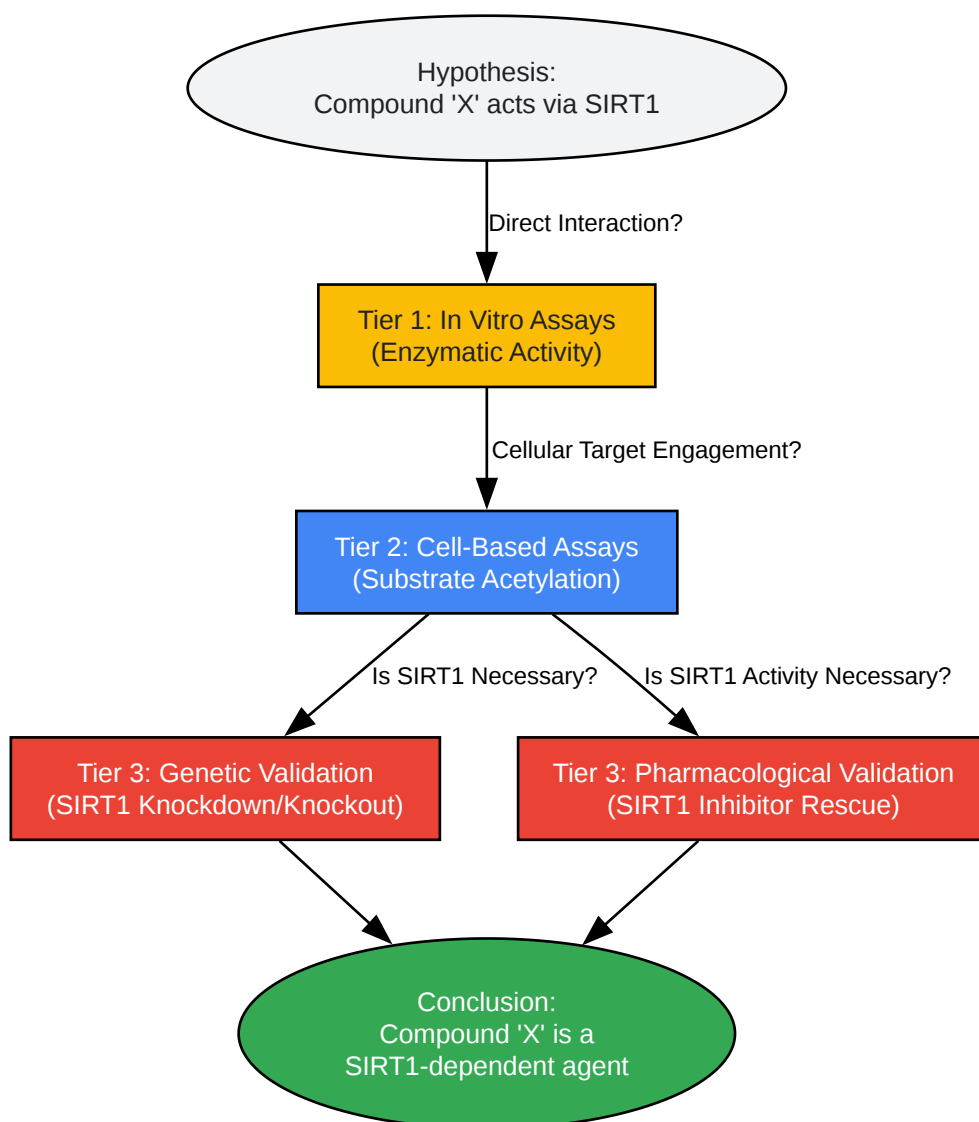 Hypothesis:
Compound 'X' acts via SIRT1
Direct Interaction?
Tier 1: In Vitro Assays
(Enzymatic Activity)
Cellular Target Engagement?
Tier 2: Cell-Based Assays
(Substrate Acetylation)
Is SIRT1 Necessary?
Is SIRT1 Activity Necessary?
Tier 3: Genetic Validation
(SIRT1 Knockdown/Knockout)
Tier 3: Pharmacological Validation
(SIRT1 Inhibitor Rescue)
Conclusion:
Compound 'X' is a
SIRT1-dependent agent